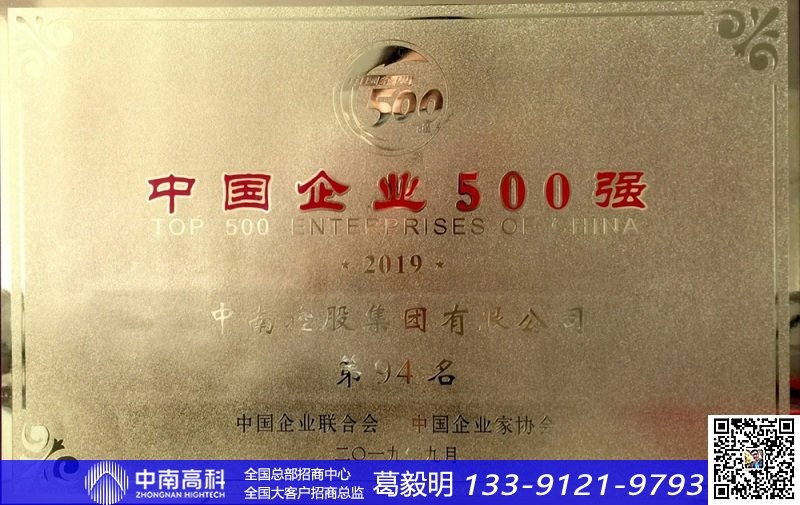 500
中国企业500强
TOP 500 ENTERPRISES OF CHINA
2019
中南控股集团有限公司
第94名
中国企业联合会 中国企业家协会
二〇一九年九月
中南高科
ZHONGNAN HIGHTECH
全国总部招商中心
全国大客户招商总监
葛毅明 133-9121-9793